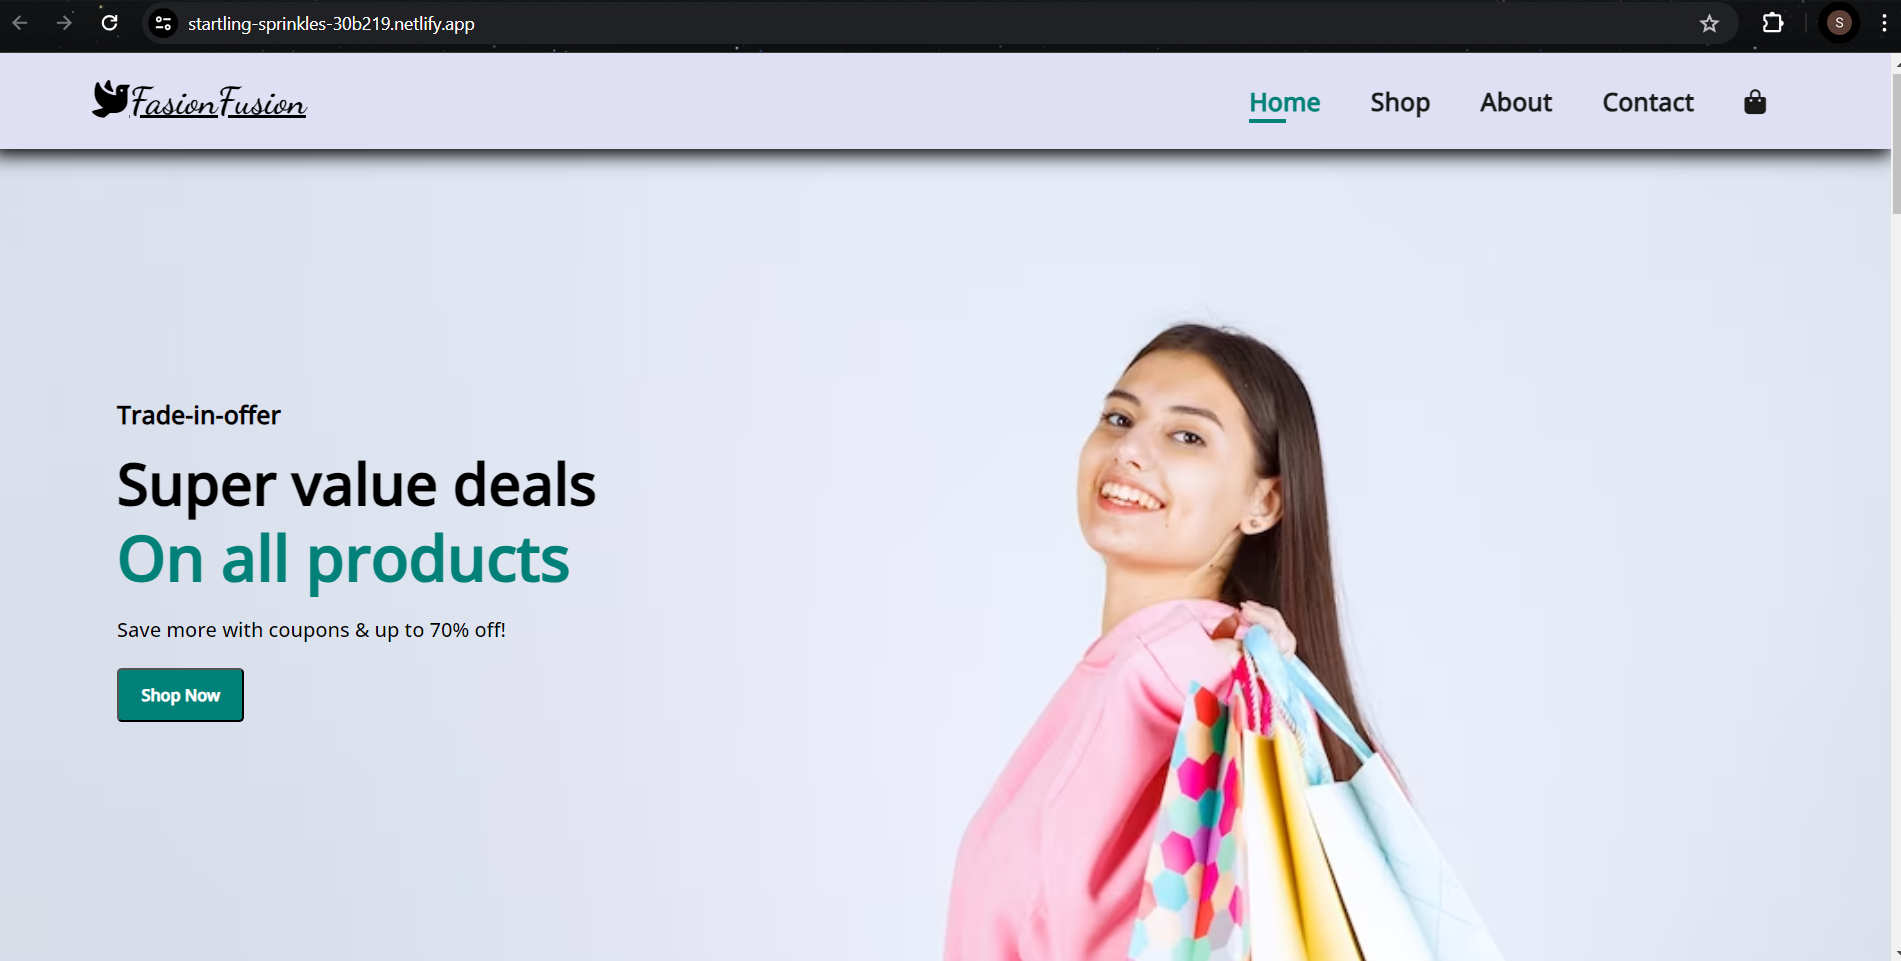 startling-sprinkles-30b219.netlify.app
S
FasionFusion
Home Shop About Contact
Trade-in-offer
Super value deals
On all products
Save more with coupons & up to 70% off!
Shop Now